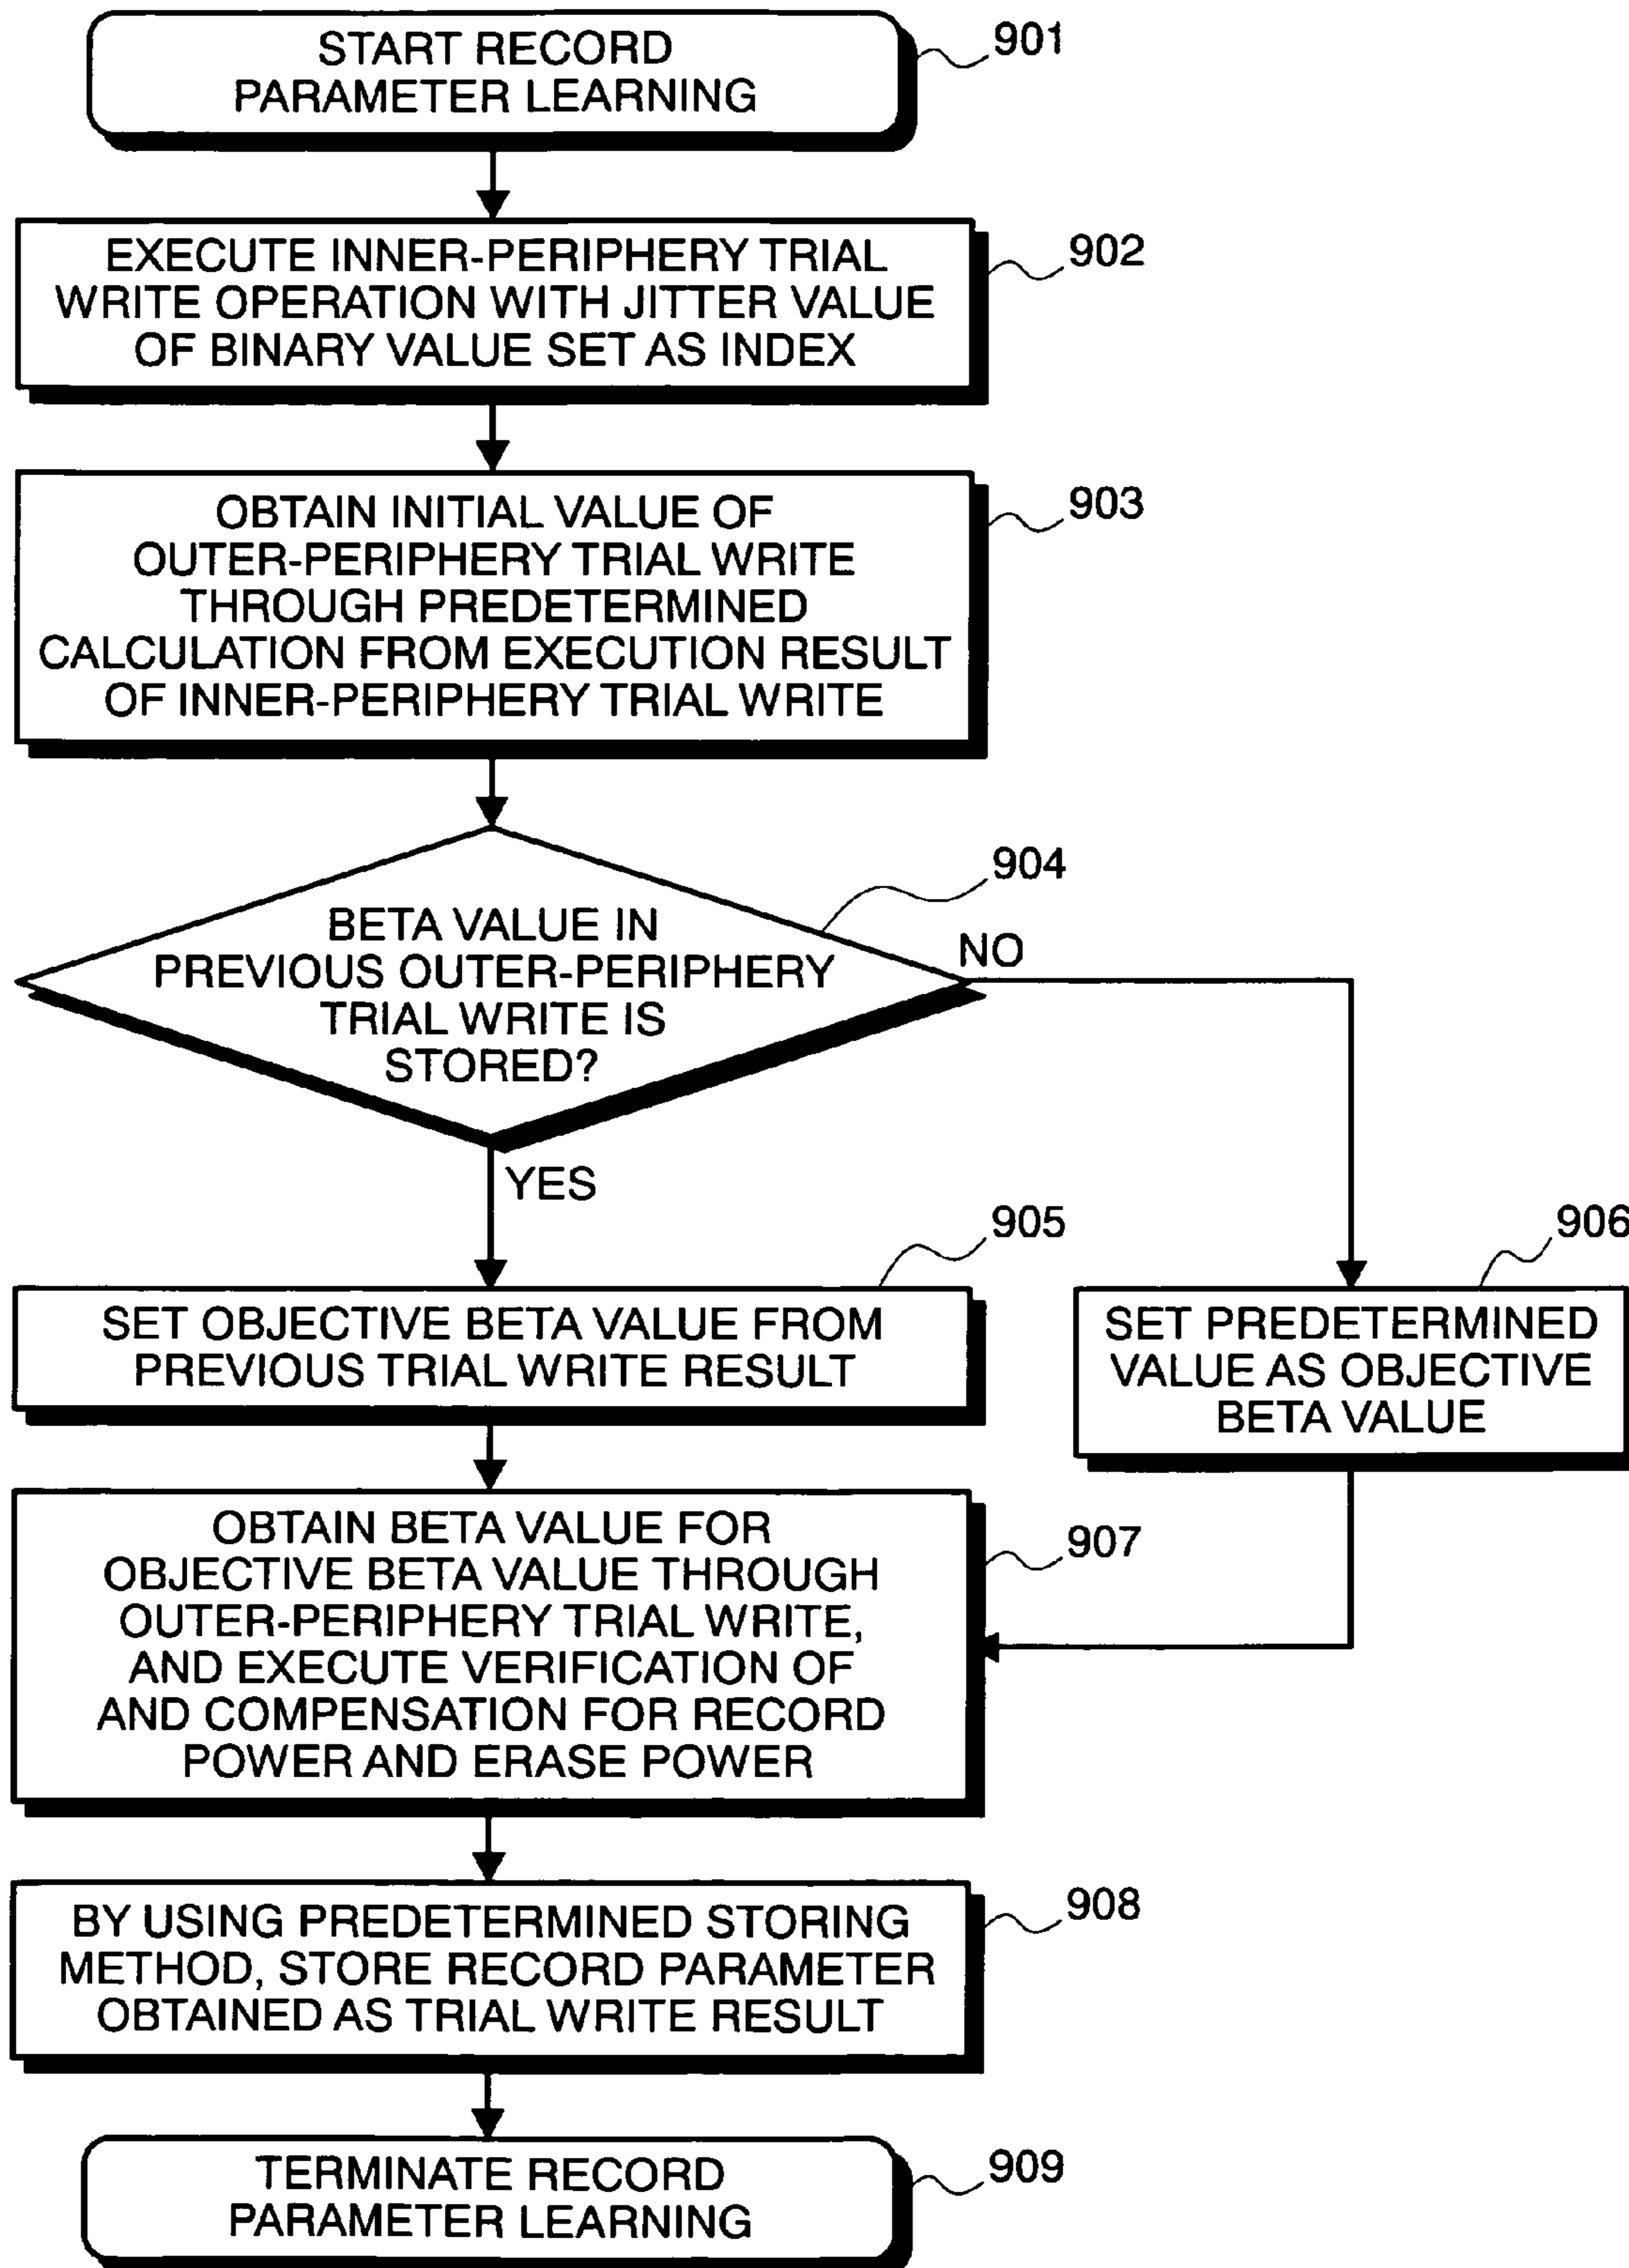 START RECORD
PARAMETER LEARNING
901
EXECUTE INNER-PERIPHERY TRIAL
WRITE OPERATION WITH JITTER VALUE
OF BINARY VALUE SET AS INDEX
902
OBTAIN INITIAL VALUE OF
OUTER-PERIPHERY TRIAL WRITE
THROUGH PREDETERMINED
CALCULATION FROM EXECUTION RESULT
OF INNER-PERIPHERY TRIAL WRITE
903
904
BETA VALUE IN
PREVIOUS OUTER-PERIPHERY
TRIAL WRITE IS
STORED?
NO
YES
905
SET OBJECTIVE BETA VALUE FROM
PREVIOUS TRIAL WRITE RESULT
906
SET PREDETERMINED
VALUE AS OBJECTIVE
BETA VALUE
OBTAIN BETA VALUE FOR
OBJECTIVE BETA VALUE THROUGH
OUTER-PERIPHERY TRIAL WRITE,
AND EXECUTE VERIFICATION OF
AND COMPENSATION FOR RECORD
POWER AND ERASE POWER
907
BY USING PREDETERMINED STORING
METHOD, STORE RECORD PARAMETER
OBTAINED AS TRIAL WRITE RESULT
908
TERMINATE RECORD
PARAMETER LEARNING
909